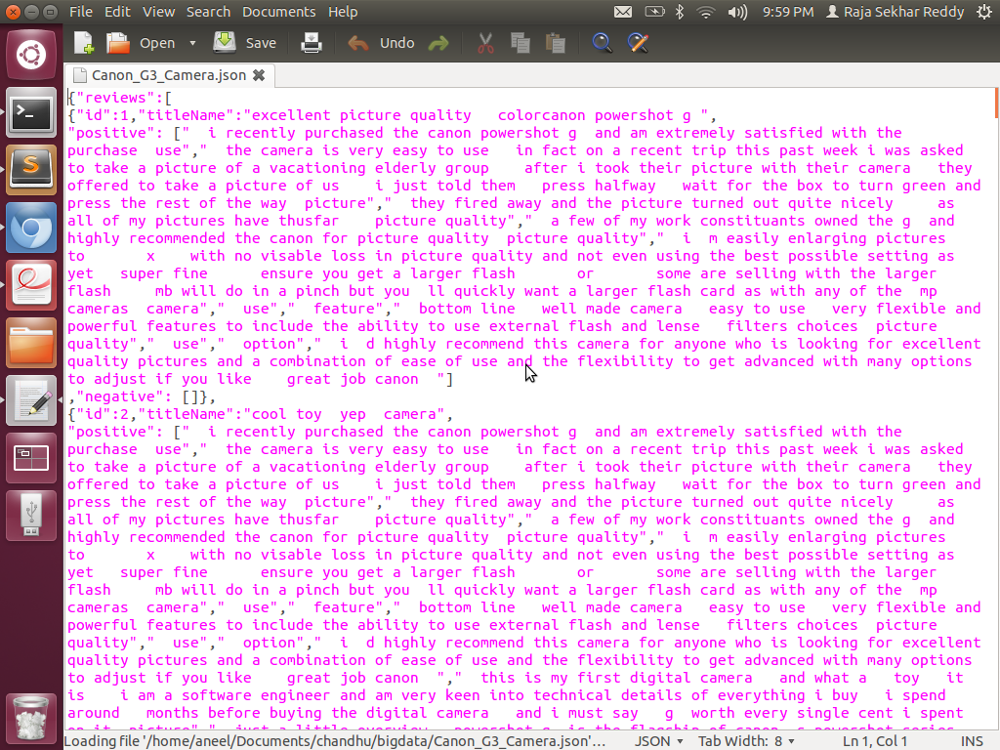 File Edit View Search Documents Help 9:59 PM Raja Sekhar Reddy
Open Save Undo
Canon_G3_Camera.json
{"reviews":[
{"id":1,"titleName":"excellent picture quality   colorcanon powershot g ",
"positive": ["  i recently purchased the canon powershot g  and am extremely satisfied with the
purchase  use","  the camera is very easy to use   in fact on a recent trip this past week i was asked
to take a picture of a vacationing elderly group    after i took their picture with their camera   they
offered to take a picture of us    i just told them   press halfway   wait for the box to turn green and
press the rest of the way  picture","  they fired away and the picture turned out quite nicely     as
all of my pictures have thusfar    picture quality","  a few of my work constituants owned the g  and
highly recommended the canon for picture quality  picture quality","  i  m easily enlarging pictures
to       x    with no visable loss in picture quality and not even using the best possible setting as
yet   super fine      ensure you get a larger flash       or       some are selling with the larger
flash     mb will do in a pinch but you  ll quickly want a larger flash card as with any of the  mp
cameras  camera","  use","  feature","  bottom line   well made camera   easy to use   very flexible and
powerful features to include the ability to use external flash and lense   filters choices  picture
quality","  use","  option","  i  d highly recommend this camera for anyone who is looking for excellent
quality pictures and a combination of ease of use and the flexibility to get advanced with many options
to adjust if you like    great job canon  "]
,"negative": []},
{"id":2,"titleName":"cool toy  yep  camera",
"positive": ["  i recently purchased the canon powershot g  and am extremely satisfied with the
purchase  use","  the camera is very easy to use   in fact on a recent trip this past week i was asked
to take a picture of a vacationing elderly group    after i took their picture with their camera   they
offered to take a picture of us    i just told them   press halfway   wait for the box to turn green and
press the rest of the way  picture","  they fired away and the picture turned out quite nicely     as
all of my pictures have thusfar    picture quality","  a few of my work constituants owned the g  and
highly recommended the canon for picture quality  picture quality","  i  m easily enlarging pictures
to       x    with no visable loss in picture quality and not even using the best possible setting as
yet   super fine      ensure you get a larger flash       or       some are selling with the larger
flash     mb will do in a pinch but you  ll quickly want a larger flash card as with any of the  mp
cameras  camera","  use","  feature","  bottom line   well made camera   easy to use   very flexible and
powerful features to include the ability to use external flash and lense   filters choices  picture
quality","  use","  option","  i  d highly recommend this camera for anyone who is looking for excellent
quality pictures and a combination of ease of use and the flexibility to get advanced with many options
to adjust if you like    great job canon  ","  this is my first digital camera   and what a   toy   it
is    i am a software engineer and am very keen into technical details of everything i buy   i spend
around   months before buying the digital camera   and i must say   g  worth every single cent i spent
on it  picture","  just a little overview   powershot g  is the flagship of canon  s powershot series
Loading file '/home/aneel/Documents/chandhu/bigdata/Canon_G3_Camera.json'… JSON Tab Width: 8 Ln 1, Col 1 INS